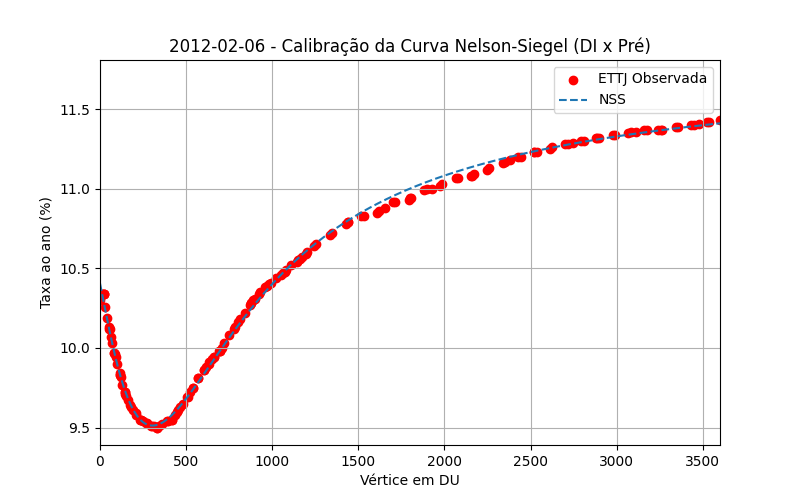 2012-02-06 - Calibração da Curva Nelson-Siegel (DI x Pré)
ETTJ Observada
NSS
Taxa ao ano (%)
11.5
11.0
10.5
10.0
9.5
0 500 1000 1500 2000 2500 3000 3500
Vértice em DU